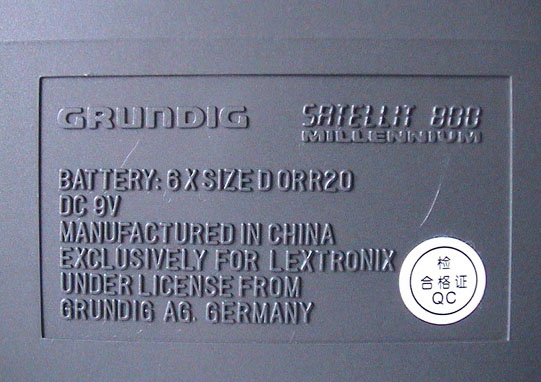 GRUNDIG SATELLIT 800
MILLENNIUM
BATTERY: 6 X SIZE D OR R20
DC 9V
MANUFACTURED IN CHINA
EXCLUSIVELY FOR LEXTRONIX
UNDER LICENSE FROM
GRUNDIG AG. GERMANY
检
合格证
QC